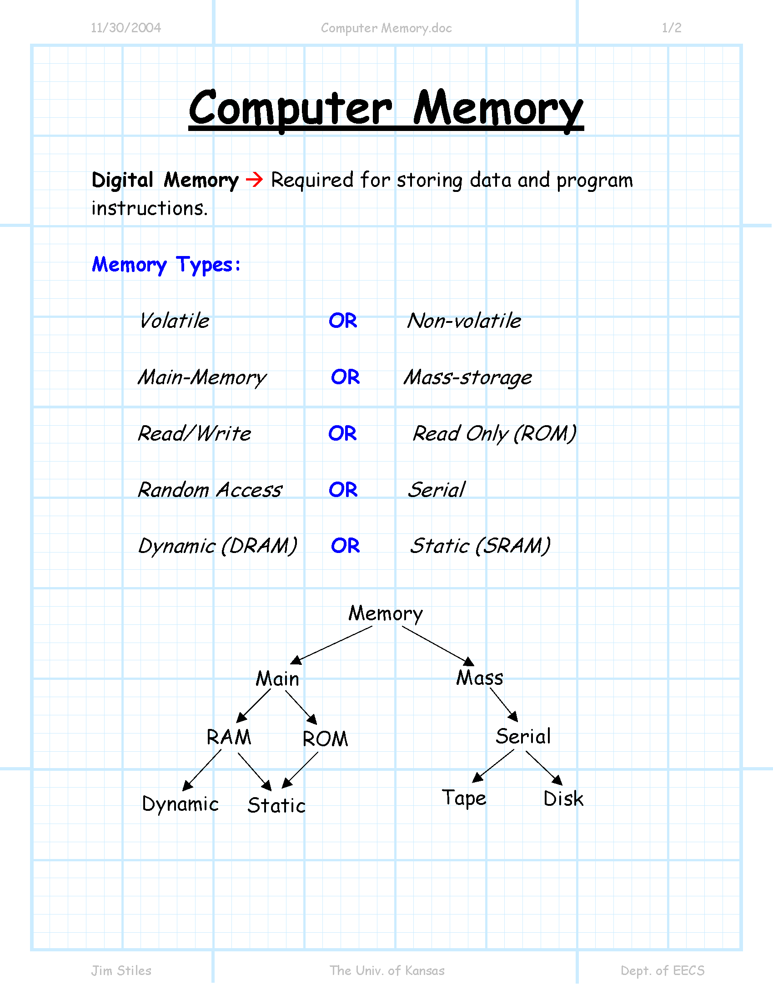 11/30/2004 Computer Memory.doc 1/2
Computer Memory
Digital Memory → Required for storing data and program
instructions.
Memory Types:
Volatile OR Non-volatile
Main-Memory OR Mass-storage
Read/Write OR Read Only (ROM)
Random Access OR Serial
Dynamic (DRAM) OR Static (SRAM)
Memory
Main Mass
RAM ROM Serial
Dynamic Static Tape Disk
Jim Stiles The Univ. of Kansas Dept. of EECS